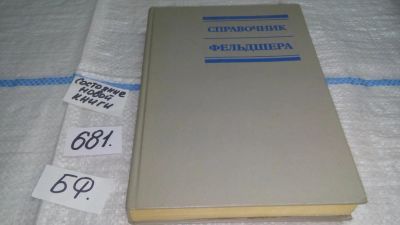 СПРАВОЧНИК
ФЕЛЬДШЕРА
Состояние
новой
книги
681.
БФ.